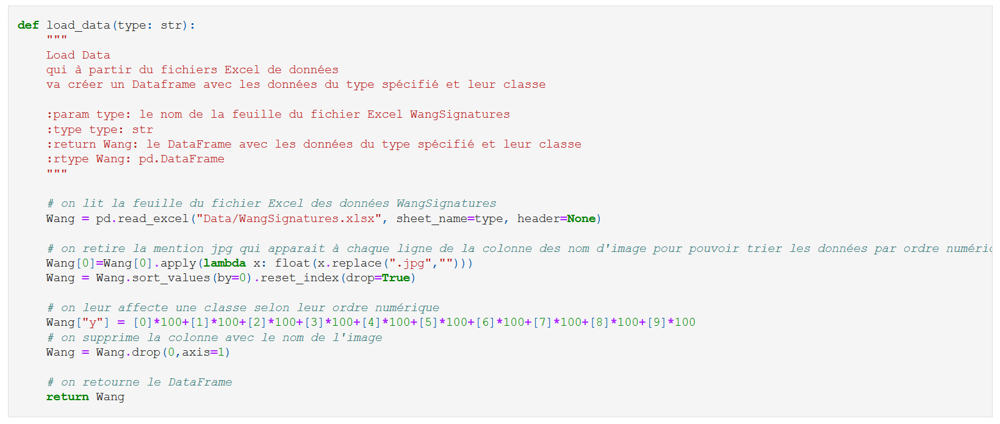 def load_data(type: str):
    """
    Load Data
    qui à partir du fichiers Excel de données
    va créer un Dataframe avec les données du type spécifié et leur classe

    :param type: le nom de la feuille du fichier Excel WangSignatures
    :type type: str
    :return Wang: le DataFrame avec les données du type spécifié et leur classe
    :rtype Wang: pd.DataFrame
    """

    # on lit la feuille du fichier Excel des données WangSignatures
    Wang = pd.read_excel("Data/WangSignatures.xlsx", sheet_name=type, header=None)

    # on retire la mention jpg qui apparait à chaque ligne de la colonne des nom d'image pour pouvoir trier les données par ordre
    Wang[0]=Wang[0].apply(lambda x: float(x.replace(".jpg","")))
    Wang = Wang.sort_values(by=0).reset_index(drop=True)

    # on leur affecte une classe selon leur ordre numérique
    Wang["y"] = [0]*100+[1]*100+[2]*100+[3]*100+[4]*100+[5]*100+[6]*100+[7]*100+[8]*100+[9]*100
    # on supprime la colonne avec le nom de l'image
    Wang = Wang.drop(0,axis=1)

    # on retourne le DataFrame
    return Wang